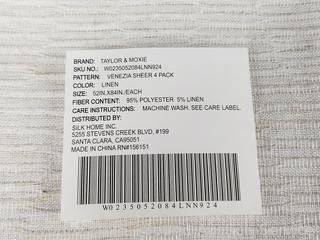 BRAND: TAYLOR & MOXIE
SKU NO.: W0235052084LNN924
PATTERN: VENEZIA SHEER 4 PACK
COLOR: LINEN
SIZE: 52IN.X84IN./EACH
FIBER CONTENT: 95% POLYESTER 5% LINEN
CARE INSTRUCTIONS: MACHINE WASH. SEE CARE LABEL.
DISTRIBUTED BY:
SILK HOME INC.
5255 STEVENS CREEK BLVD, #199
SANTA CLARA, CA95051
MADE IN CHINA RN#156151
W0235052084LNN924